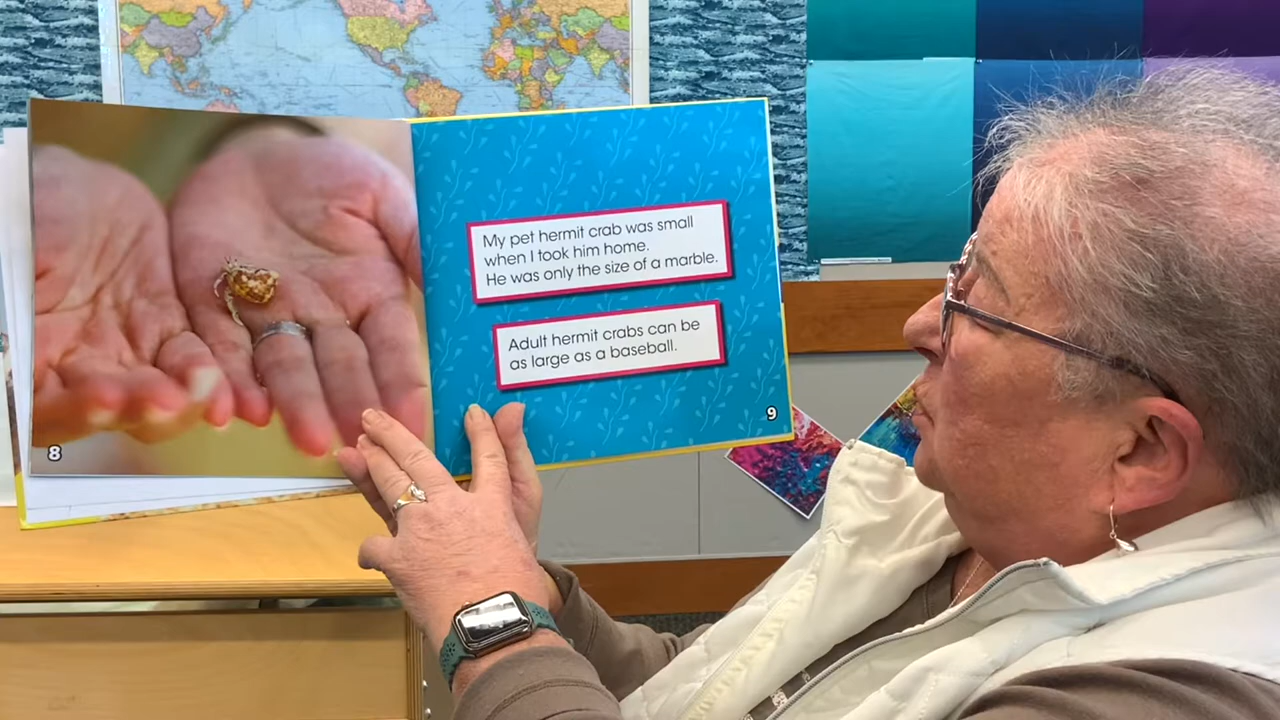 My pet hermit crab was small
when I took him home.
He was only the size of a marble.
Adult hermit crabs can be
as large as a baseball.
8
9